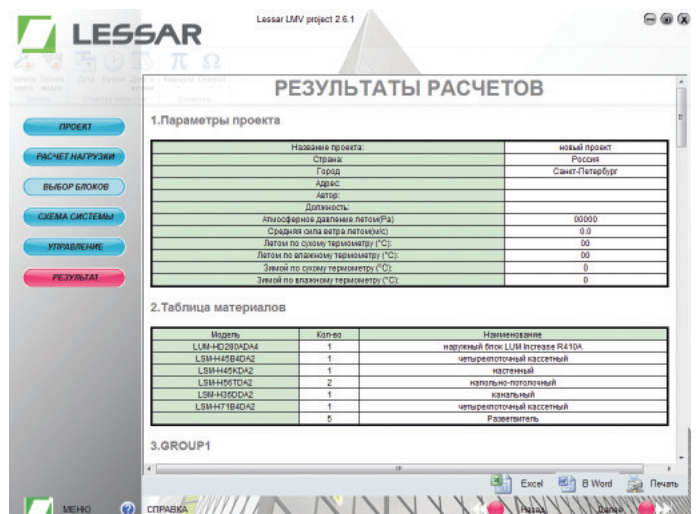 LESSAR
Lessar LMV project 2.6.1
РЕЗУЛЬТАТЫ РАСЧЕТОВ
ПРОЕКТ
РАСЧЕТ НАГРУЗКИ
ВЫБОР БЛОКОВ
СХЕМА СИСТЕМЫ
УПРАВЛЕНИЕ
РЕЗУЛЬТАТ
1.Параметры проекта
Название проекта: новый проект
Страна: Россия
Город Санкт-Петербург
Адрес:
Автор:
Должность:
Атмосферное давление летом(Pa) 00000
Средняя сила ветра летом(м/с) 0.0
Летом по сухому термометру (°C): 00
Летом по влажному термометру (°C): 00
Зимой по сухому термометру (°C): 0
Зимой по влажному термометру (°C): 0
2.Таблица материалов
Модель Кол-во Наименование
LUM-HD280ADA4 1 наружный блок LUM Increase R410A
LSM-H45B4DA2 1 четырехпоточный кассетный
LSM-H45KDA2 1 настенный
LSM-H56TDA2 2 напольно-потолочный
LSM-H36DDA2 1 канальный
LSM-H71B4DA2 1 четырехпоточный кассетный
5 Разветвитель
3.GROUP1
Excel В Word Печать
МЕНЮ СПРАВКА Назад Далее